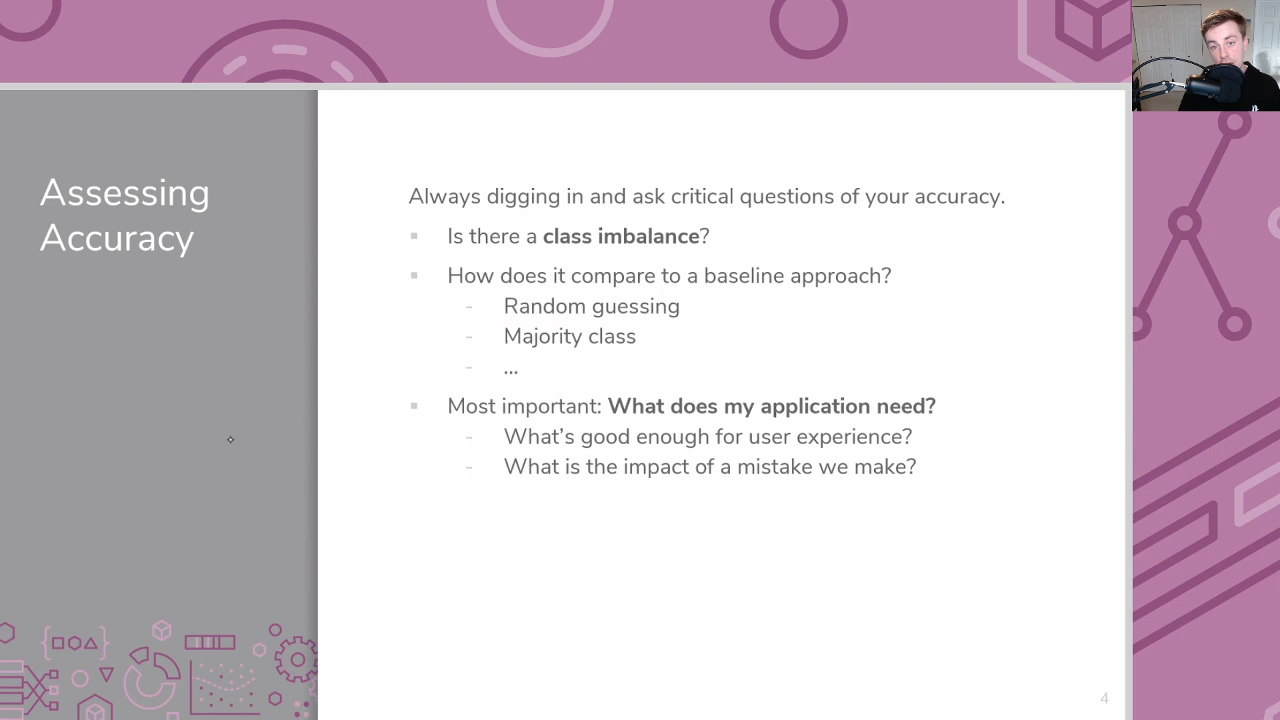 Assessing
Accuracy
Always digging in and ask critical questions of your accuracy.
▪ Is there a class imbalance?
▪ How does it compare to a baseline approach?
- Random guessing
- Majority class
- ...
▪ Most important: What does my application need?
- What's good enough for user experience?
- What is the impact of a mistake we make?
4